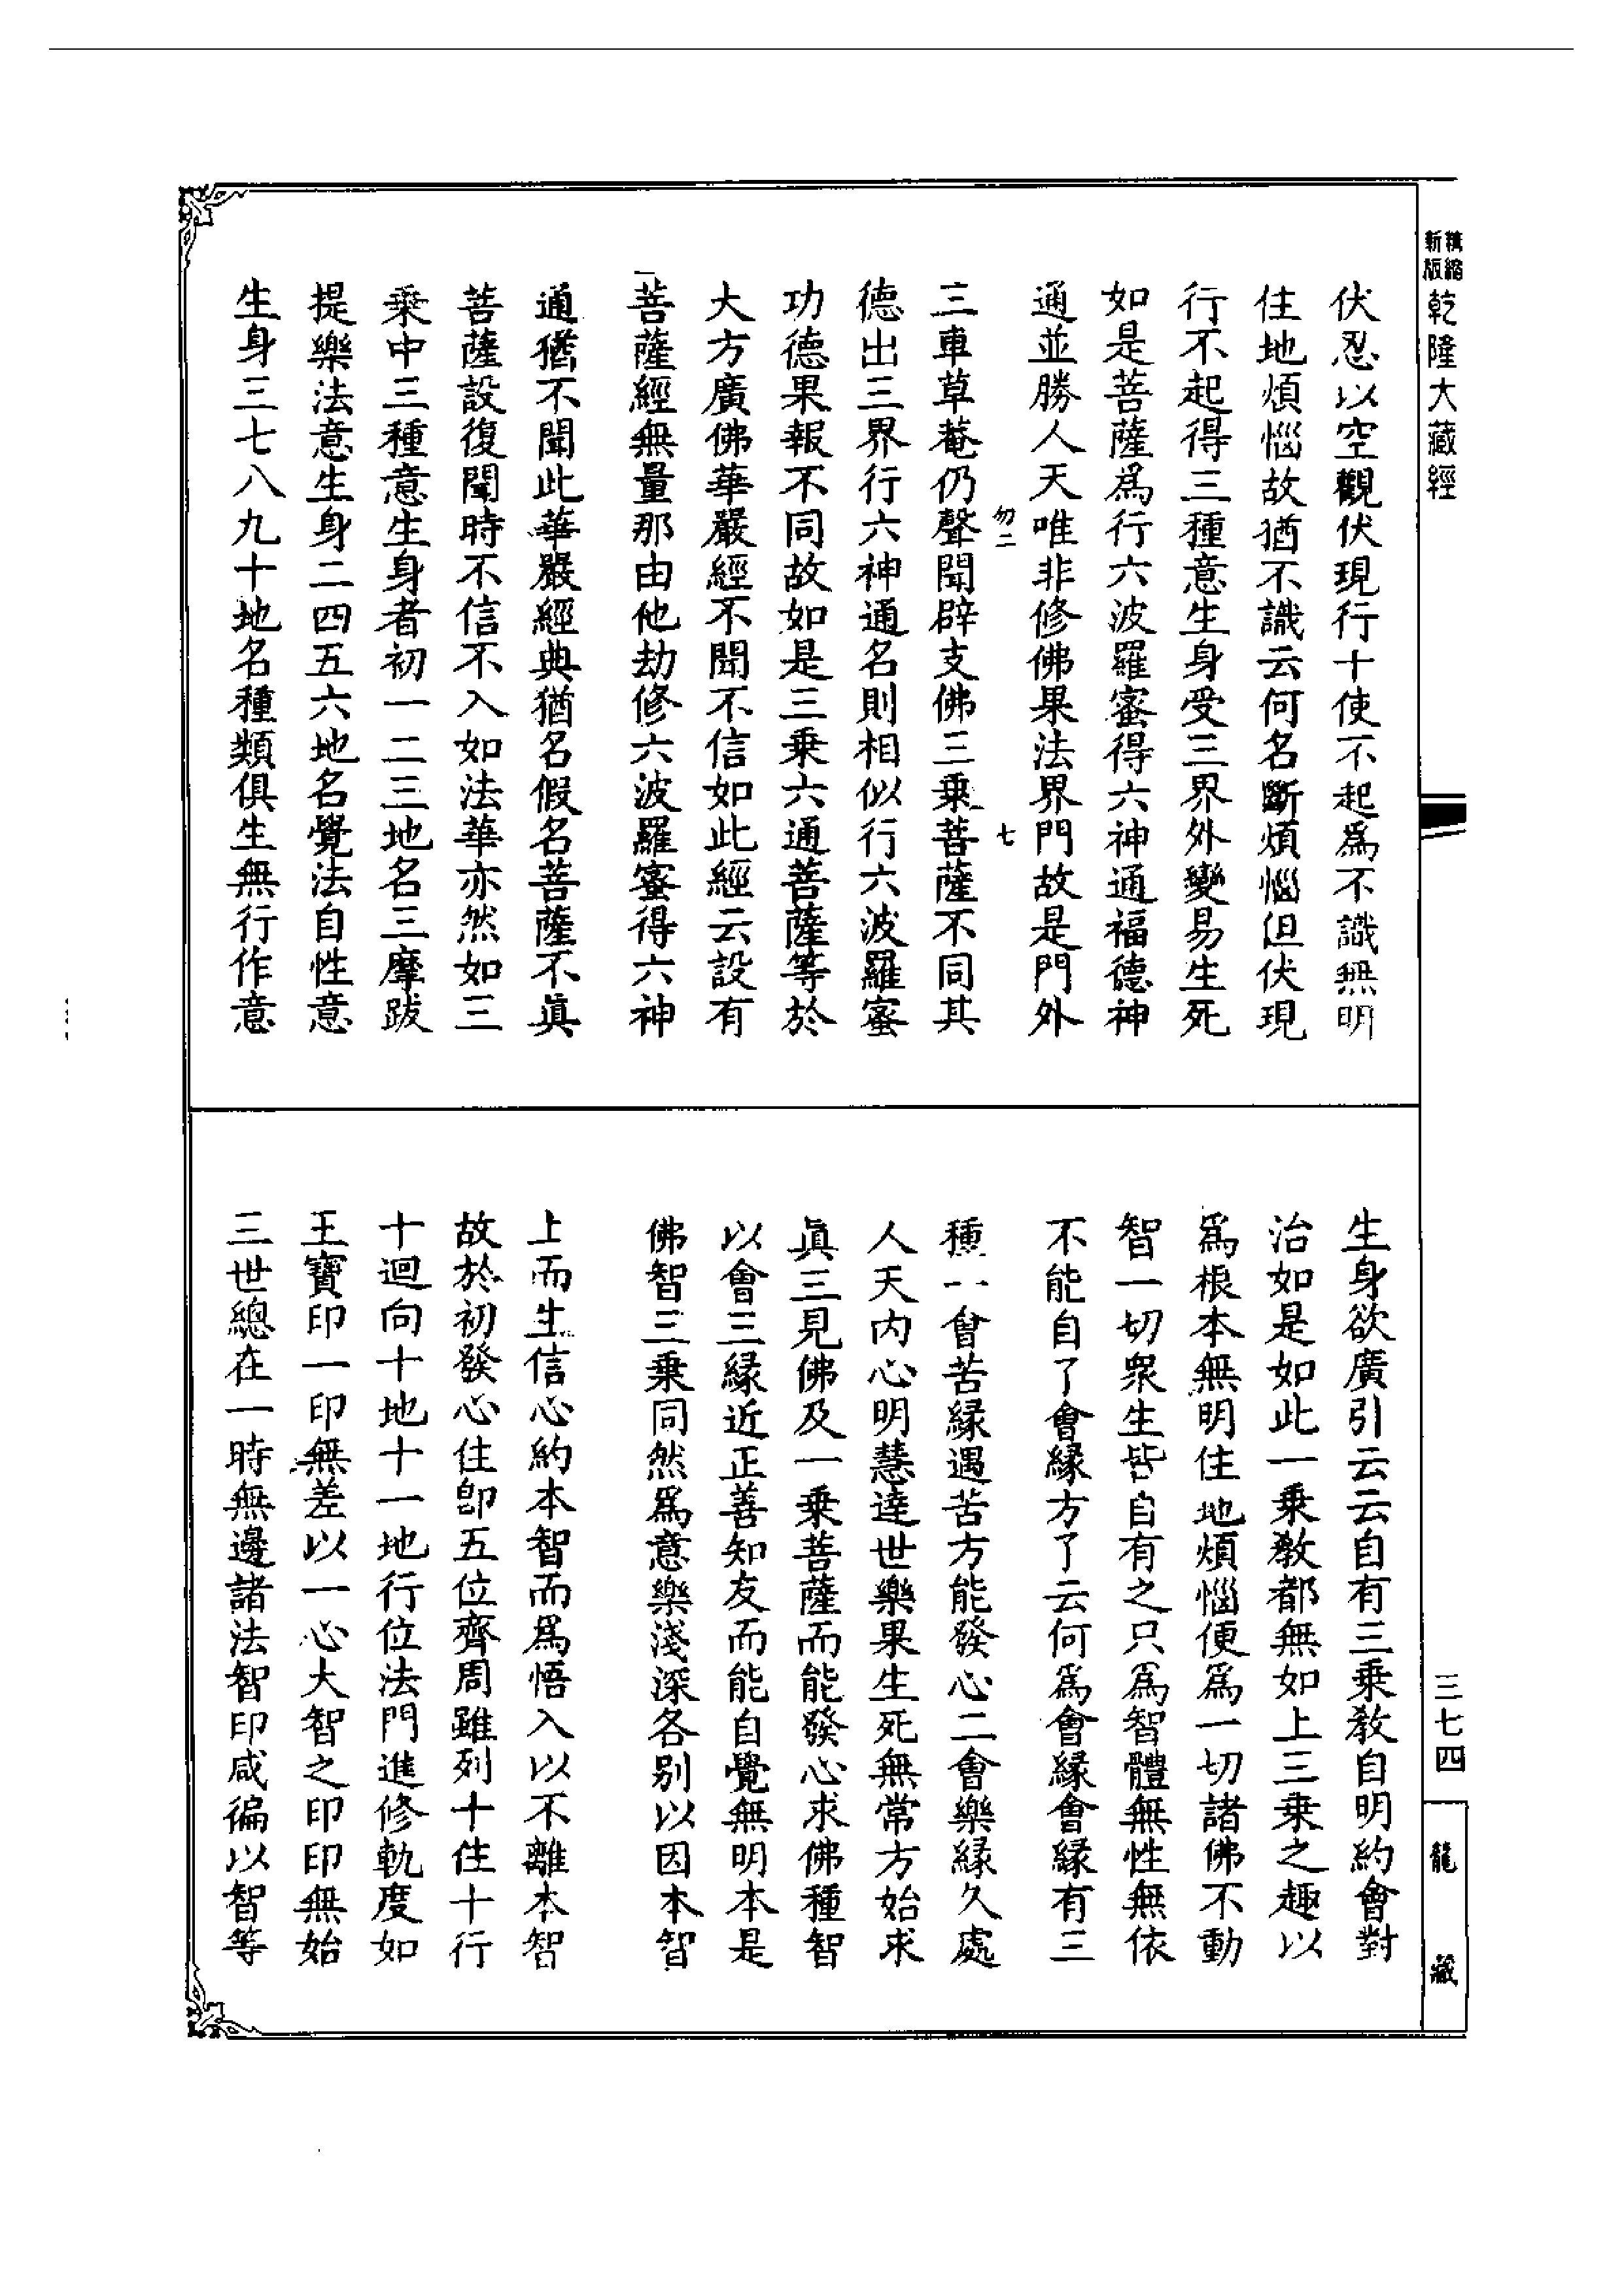 精縮
新版
乾隆大藏經
伏忍以空觀伏現行十使不起為不識無明
住地煩惱故猶不識云何名斷煩惱但伏現
行不起得三種意生身受三界外變易生死
如是菩薩為行六波羅蜜得六神通福德神
通並勝人天唯非修佛果法界門故是門外
勿二
七
三車草菴仍聲聞辟支佛三乗菩薩不同其
德出三界行六神通名則相似行六波羅蜜
功德果報不同故如是三乗六通菩薩等於
大方廣佛華嚴經不聞不信如此經云設有
菩薩經無量那由他劫修六波羅蜜得六神
通猶不聞此華嚴經典猶名假名菩薩不眞
菩薩設復聞時不信不入如法華亦然如三
乗中三種意生身者初一二三地名三摩跋
提樂法意生身二四五六地名覺法自性意
生身三七八九十地名種類俱生無行作意
生身欲廣引云云自有三乗教自明約會對
治如是如此一乗教都無如上三乗之趣以
為根本無明住地煩惱便為一切諸佛不動
智一切衆生皆自有之只為智體無性無依
不能自了會縁方了云何為會縁會縁有三
種一會苦縁遇苦方能發心二會樂縁久處
人天内心明慧達世樂果生死無常方始求
眞三見佛及一乗菩薩而能發心求佛種智
以會三縁近正善知友而能自覺無明本是
佛智三乗同然為意樂淺深各别以因本智
上而生信心約本智而為悟入以不離本智
故於初發心住卽五位齊周雖列十住十行
十迴向十地十一地行位法門進修軌度如
王寶印一印無差以一心大智之印印無始
三世總在一時無邊諸法智印咸徧以智等
三七四
龍藏